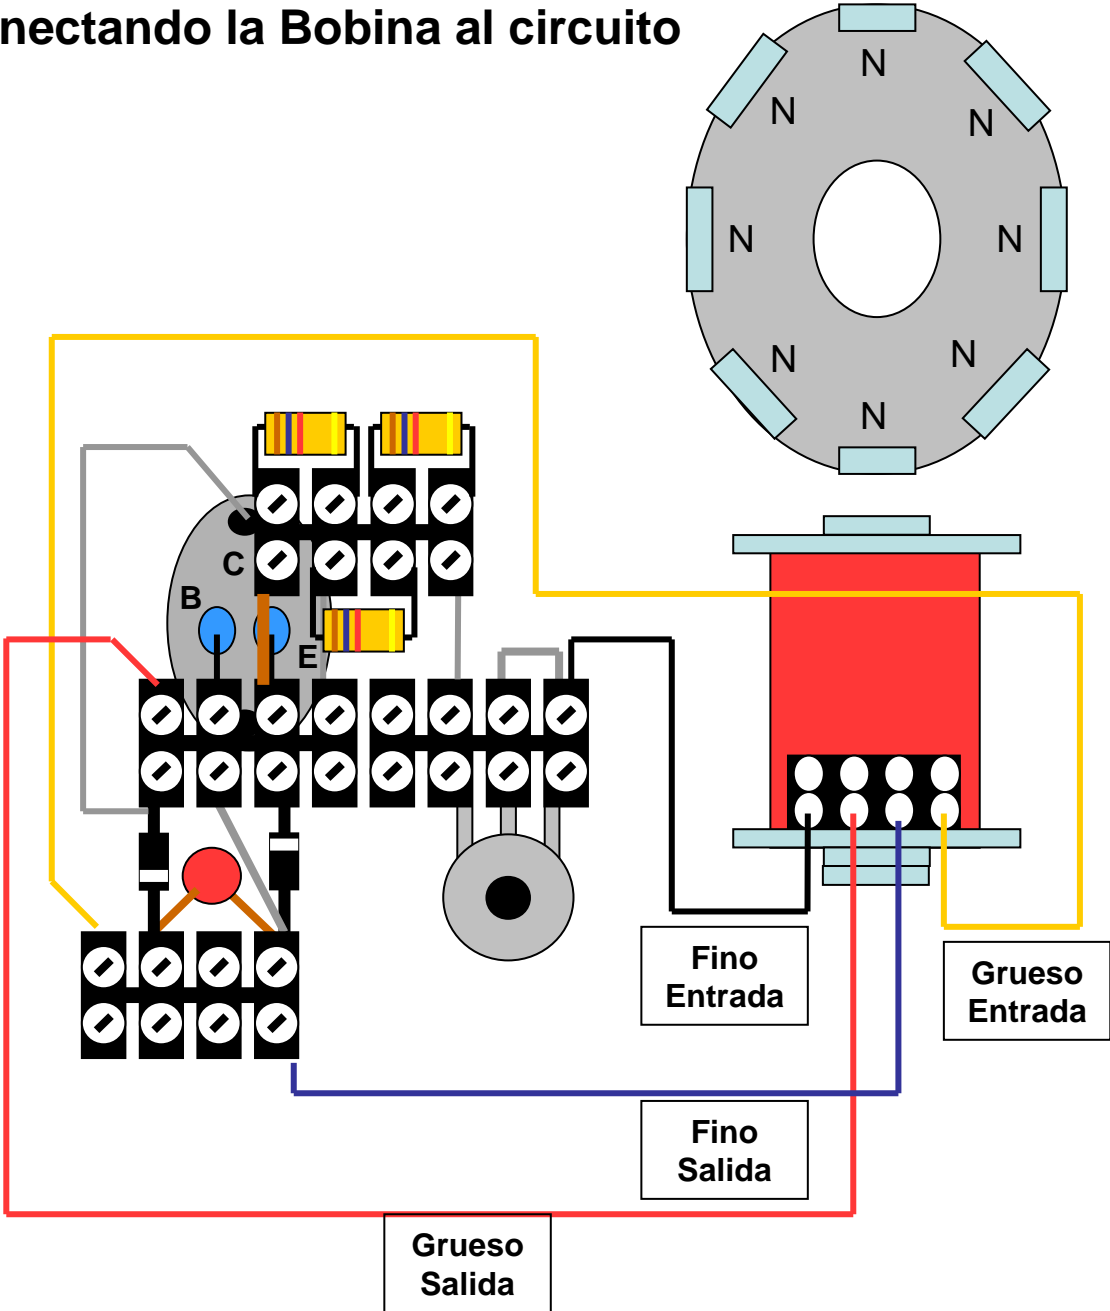 nectando la Bobina al circuito
N
N
N
N
N
N
N
N
C
B
E
Fino
Entrada
Grueso
Entrada
Fino
Salida
Grueso
Salida